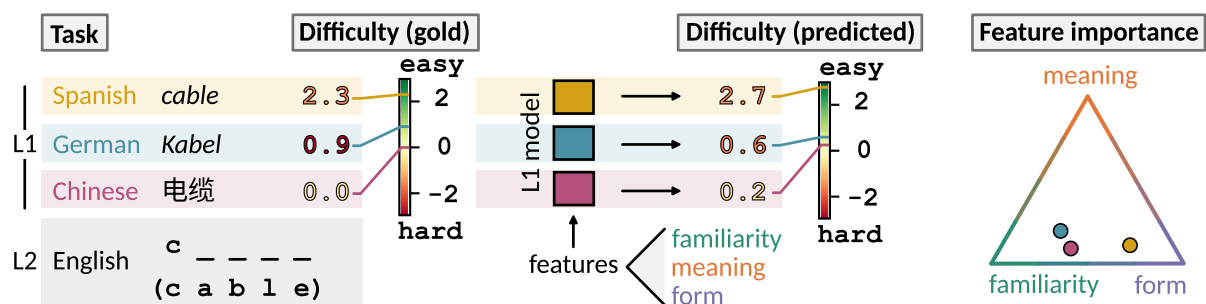 Task
Difficulty (gold)
Difficulty (predicted)
Feature importance
easy
easy
meaning
L1
Spanish cable 2.3
German Kabel 0.9
Chinese 电缆 0.0
2
0
-2
hard
L1 model
2.7
0.6
0.2
2
0
-2
hard
L2 English c _ _ _ _
(c a b l e)
features
familiarity
meaning
form
familiarity
form